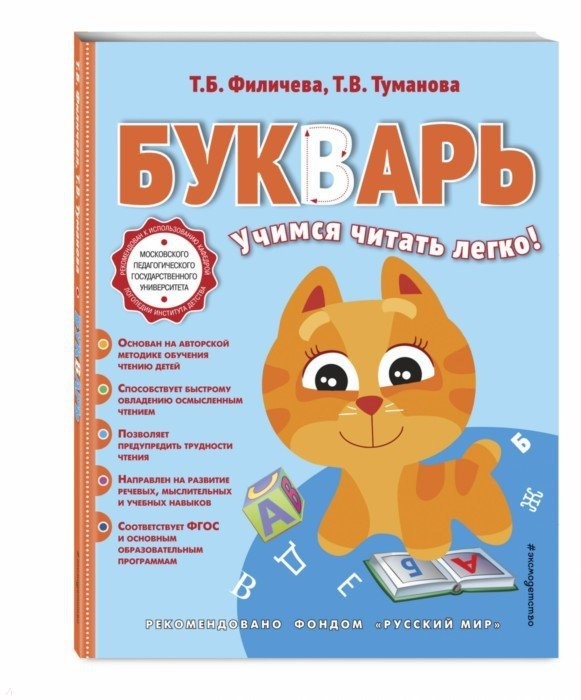 Т.Б. Филичева, Т.В. Туманова
БУКВАРЬ
Учимся читать легко!
РЕКОМЕНДОВАН К ИСПОЛЬЗОВАНИЮ КАФЕДРОЙ
МОСКОВСКОГО
ПЕДАГОГИЧЕСКОГО
ГОСУДАРСТВЕННОГО
УНИВЕРСИТЕТА
ЛОГОПЕДИИ ИНСТИТУТА ДЕТСТВА
Основан на авторской
методике обучения
чтению детей
Способствует быстрому
овладению осмысленным
чтением
Позволяет
предупредить трудности
чтения
Направлен на развитие
речевых, мыслительных
и учебных навыков
Соответствует ФГОС
и основным
образовательным
программам
С
А
В
Б
Ж
В
Д
Е
Б
А
#эксмодетство
РЕКОМЕНДОВАНО ФОНДОМ «РУССКИЙ МИР»
Т.Б. Филичева, Т.В. Туманова
БУКВАРЬ